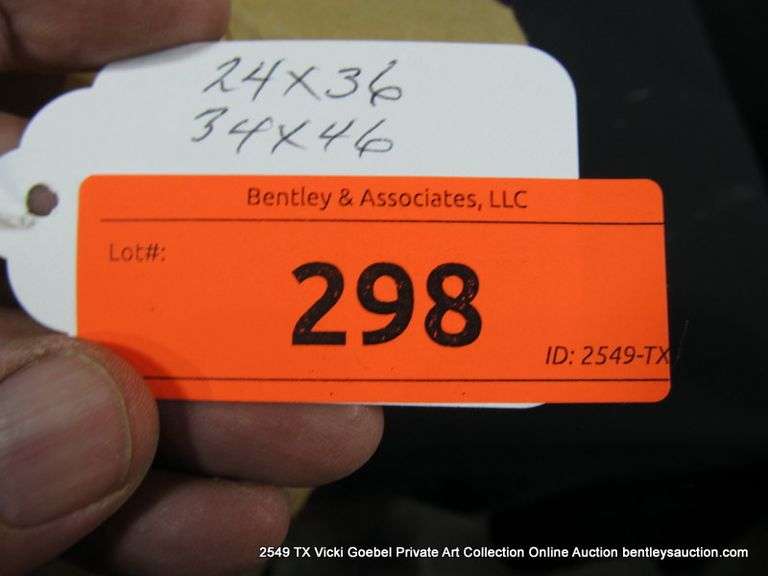 24x36
34x46
Bentley & Associates, LLC
Lot#:
298
ID: 2549-TX
2549 TX Vicki Goebel Private Art Collection Online Auction bentleysauction.com